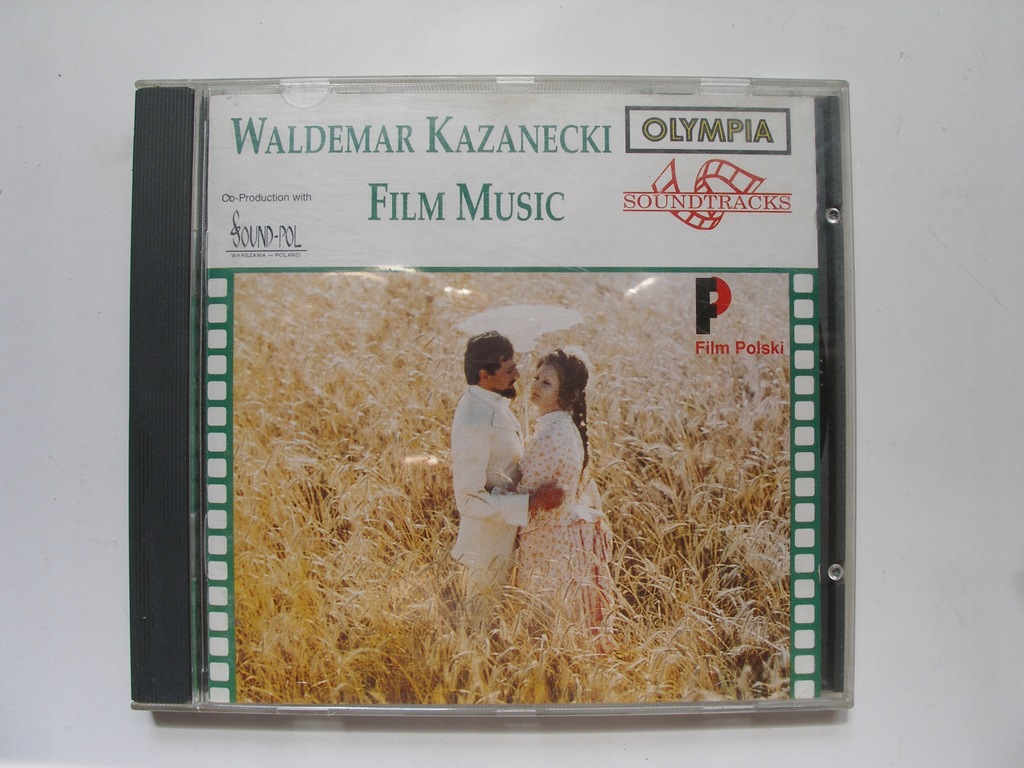 WALDEMAR KAZANECKI
OLYMPIA
Co-Production with
FILM MUSIC
SOUNDTRACKS
SOUND-POL
WARSZAWA – POLAND
Film Polski